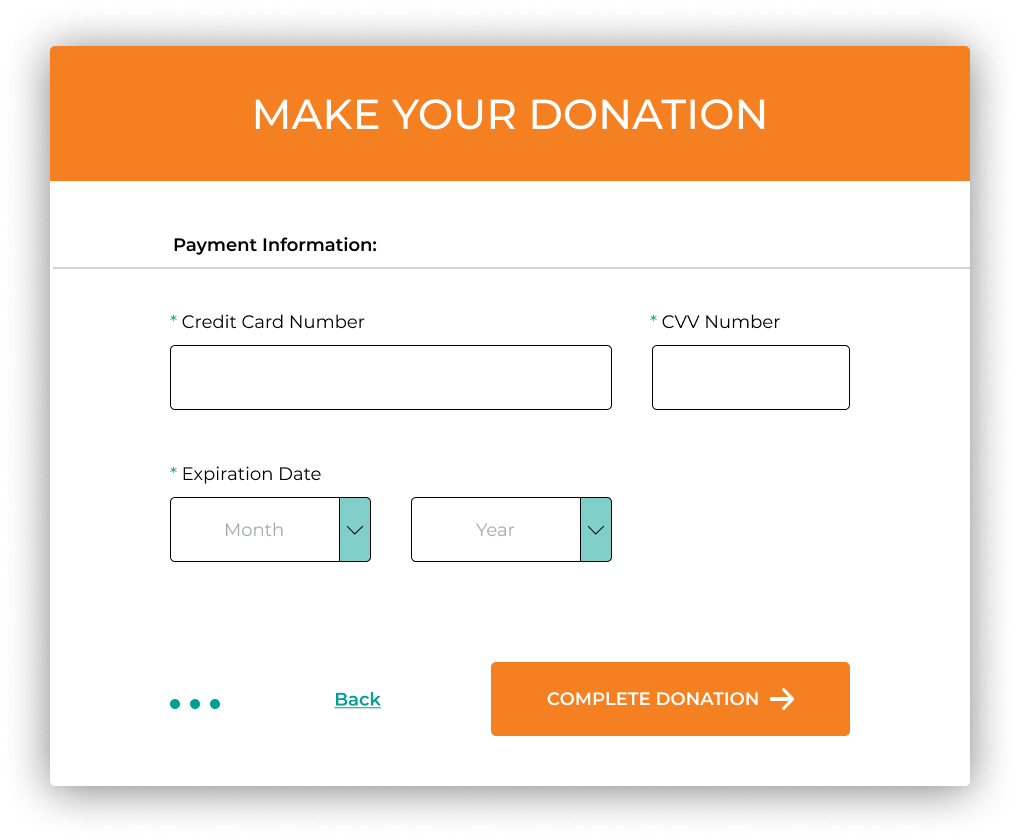 MAKE YOUR DONATION
Payment Information:
* Credit Card Number
* CVV Number
* Expiration Date
Month
Year
Back
COMPLETE DONATION